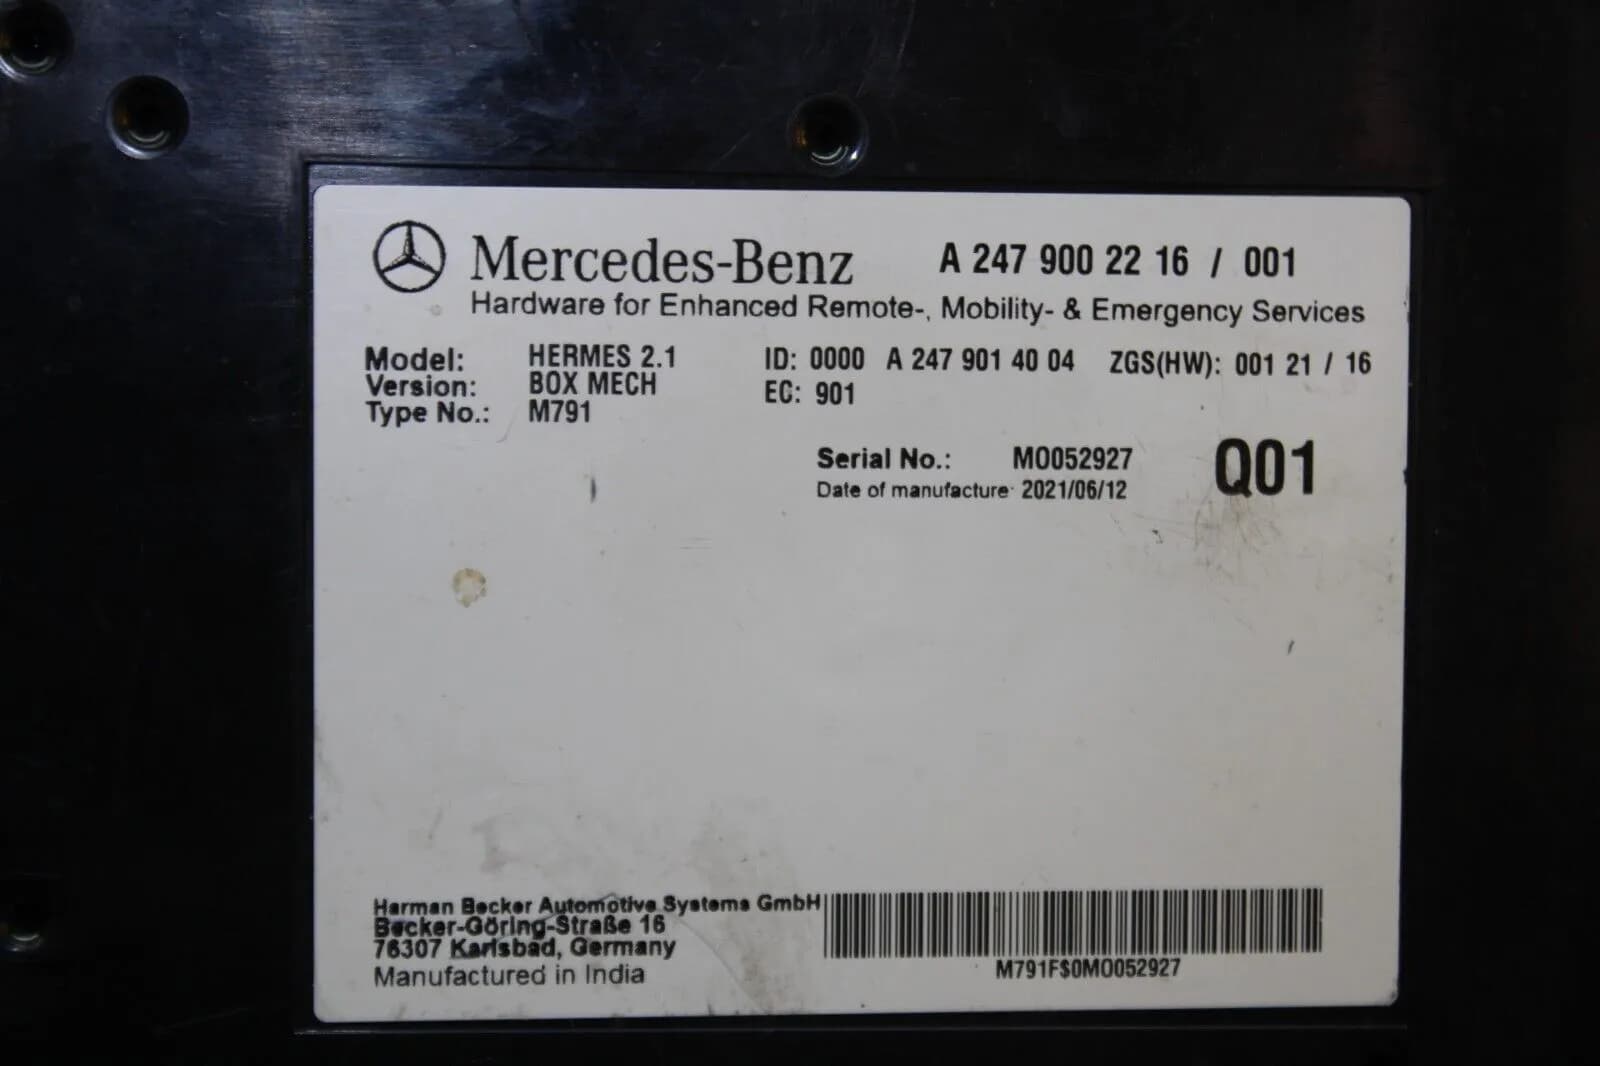 Mercedes-Benz A 247 900 22 16 / 001
Hardware for Enhanced Remote-, Mobility- & Emergency Services
Model: HERMES 2.1 ID: 0000 A 247 901 40 04 ZGS(HW): 001 21 / 16
Version: BOX MECH EC: 901
Type No.: M791
Serial No.: M0052927 Q01
Date of manufacture: 2021/06/12
Harman Becker Automotive Systems GmbH
Becker-Göring-Straße 16
76307 Karlsbad, Germany
Manufactured in India
M791F$0M0052927